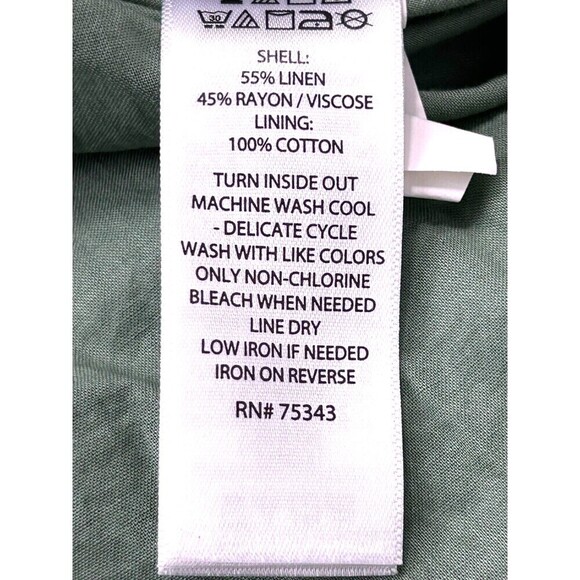 30
SHELL:
55% LINEN
45% RAYON / VISCOSE
LINING:
100% COTTON
TURN INSIDE OUT
MACHINE WASH COOL
- DELICATE CYCLE
WASH WITH LIKE COLORS
ONLY NON-CHLORINE
BLEACH WHEN NEEDED
LINE DRY
LOW IRON IF NEEDED
IRON ON REVERSE
RN# 75343